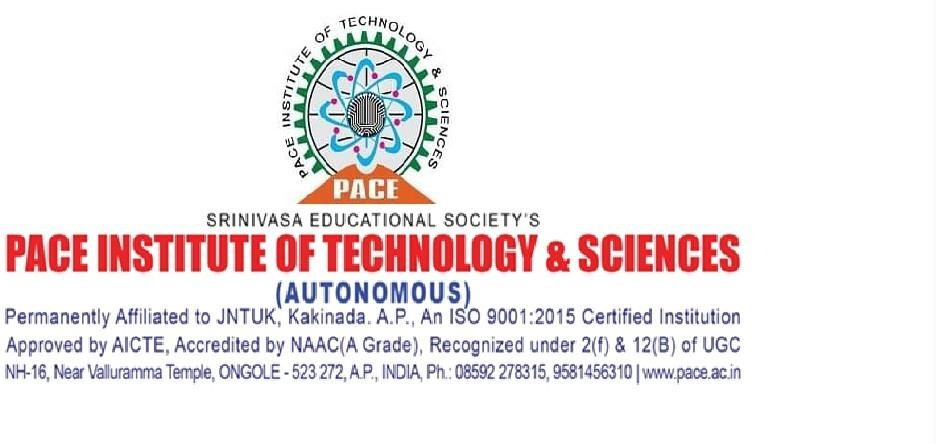 PACE INSTITUTE OF TECHNOLOGY & SCIENCES
PACE
SRINIVASA EDUCATIONAL SOCIETY'S
PACE INSTITUTE OF TECHNOLOGY & SCIENCES
(AUTONOMOUS)
Permanently Affiliated to JNTUK, Kakinada. A.P., An ISO 9001:2015 Certified Institution
Approved by AICTE, Accredited by NAAC(A Grade), Recognized under 2(f) & 12(B) of UGC
NH-16, Near Valluramma Temple, ONGOLE - 523 272, A.P., INDIA, Ph.: 08592 278315, 9581456310 | www.pace.ac.in